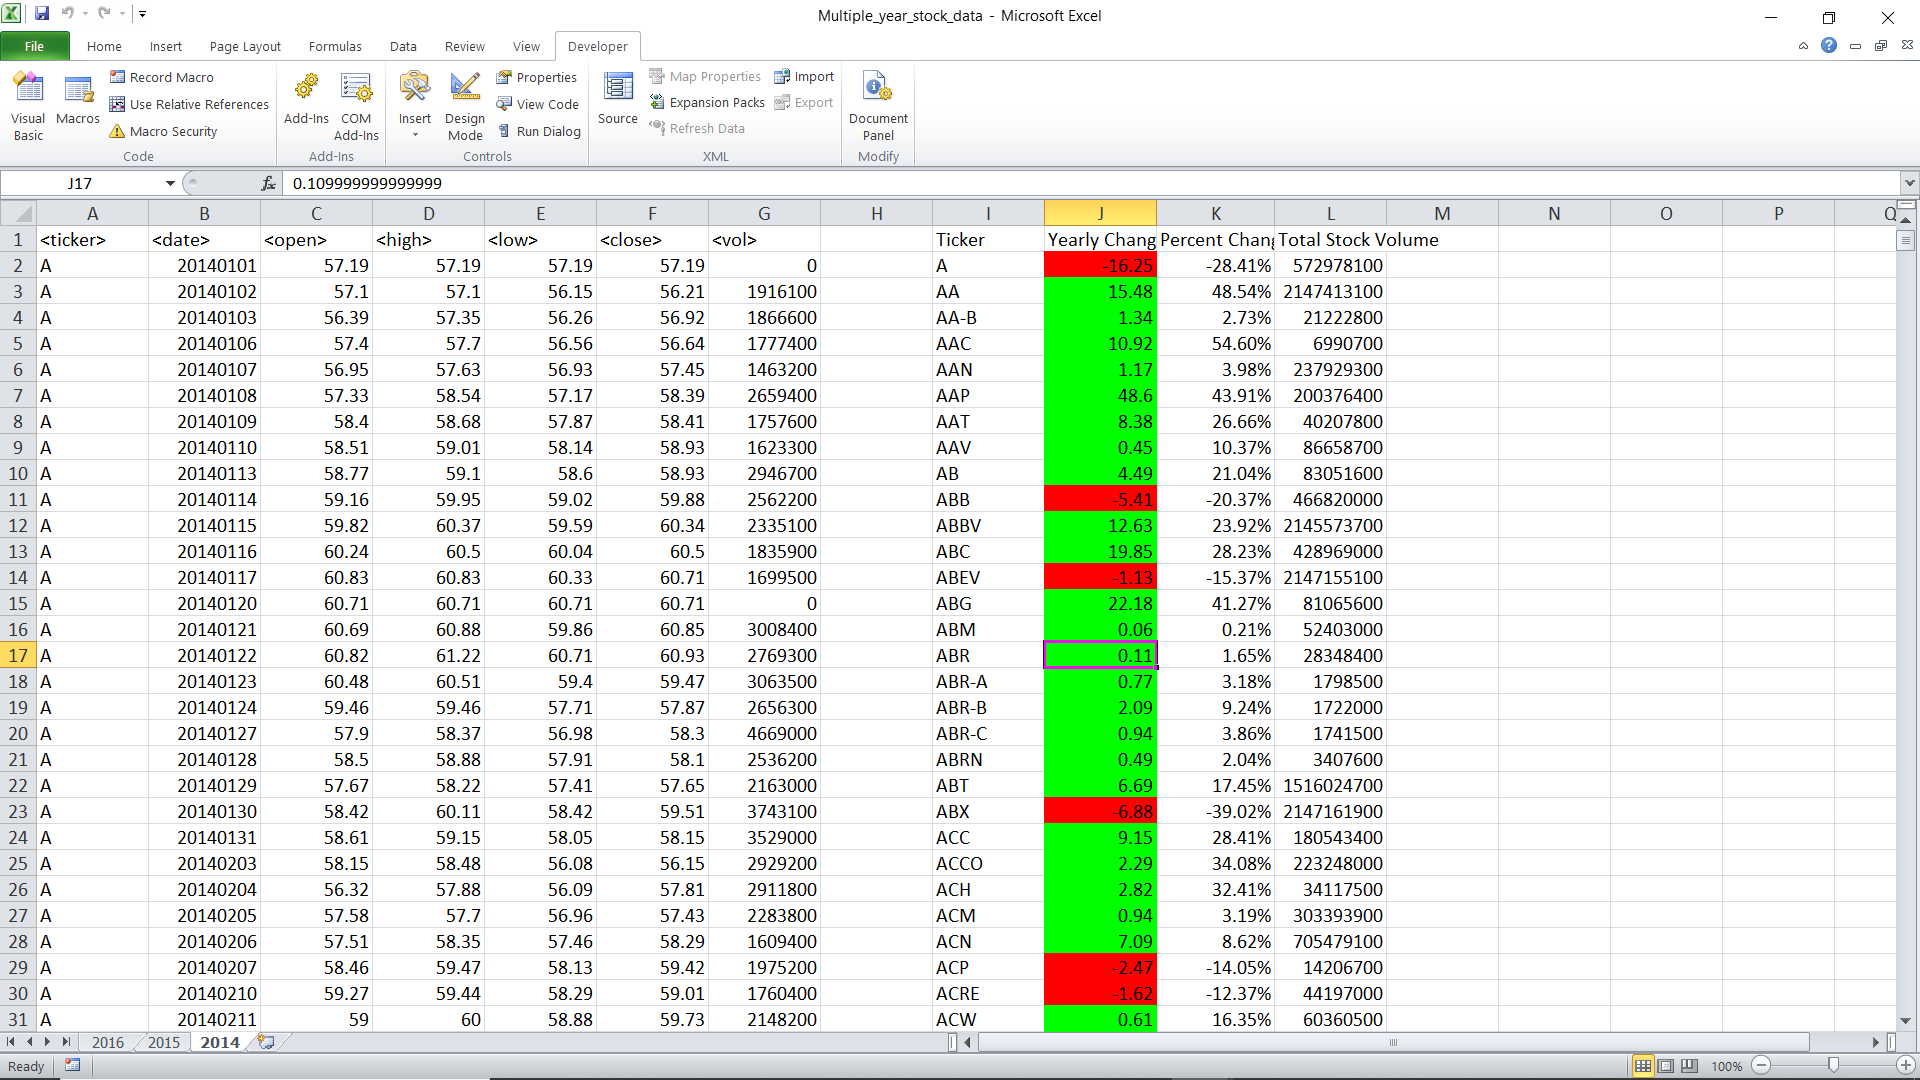 Multiple_year_stock_data - Microsoft Excel
File Home Insert Page Layout Formulas Data Review View Developer
Visual Basic
Macros
Record Macro
Use Relative References
Macro Security
Code
Add-Ins
COM Add-Ins
Add-Ins
Insert
Design Mode
Properties
View Code
Run Dialog
Controls
Source
Map Properties
Expansion Packs
Refresh Data
Import
Export
XML
Document Panel
Modify
J17 fx 0.109999999999999
A B C D E F G H I J K L M N O P Q
1 <ticker> <date> <open> <high> <low> <close> <vol> Ticker Yearly Chang Percent Chang Total Stock Volume
2 A 20140101 57.19 57.19 57.19 57.19 0 A -16.25 -28.41% 572978100
3 A 20140102 57.1 57.1 56.15 56.21 1916100 AA 15.48 48.54% 2147413100
4 A 20140103 56.39 57.35 56.26 56.92 1866600 AA-B 1.34 2.73% 21222800
5 A 20140106 57.4 57.7 56.56 56.64 1777400 AAC 10.92 54.60% 6990700
6 A 20140107 56.95 57.63 56.93 57.45 1463200 AAN 1.17 3.98% 237929300
7 A 20140108 57.33 58.54 57.17 58.39 2659400 AAP 48.6 43.91% 200376400
8 A 20140109 58.4 58.68 57.87 58.41 1757600 AAT 8.38 26.66% 40207800
9 A 20140110 58.51 59.01 58.14 58.93 1623300 AAV 0.45 10.37% 86658700
10 A 20140113 58.77 59.1 58.6 58.93 2946700 AB 4.49 21.04% 83051600
11 A 20140114 59.16 59.95 59.02 59.88 2562200 ABB -5.41 -20.37% 466820000
12 A 20140115 59.82 60.37 59.59 60.34 2335100 ABBV 12.63 23.92% 2145573700
13 A 20140116 60.24 60.5 60.04 60.5 1835900 ABC 19.85 28.23% 428969000
14 A 20140117 60.83 60.83 60.33 60.71 1699500 ABEV -1.13 -15.37% 2147155100
15 A 20140120 60.71 60.71 60.71 60.71 0 ABG 22.18 41.27% 81065600
16 A 20140121 60.69 60.88 59.86 60.85 3008400 ABM 0.06 0.21% 52403000
17 A 20140122 60.82 61.22 60.71 60.93 2769300 ABR 0.11 1.65% 28348400
18 A 20140123 60.48 60.51 59.4 59.47 3063500 ABR-A 0.77 3.18% 1798500
19 A 20140124 59.46 59.46 57.71 57.87 2656300 ABR-B 2.09 9.24% 1722000
20 A 20140127 57.9 58.37 56.98 58.3 4669000 ABR-C 0.94 3.86% 1741500
21 A 20140128 58.5 58.88 57.91 58.1 2536200 ABRN 0.49 2.04% 3407600
22 A 20140129 57.67 58.22 57.41 57.65 2163000 ABT 6.69 17.45% 1516024700
23 A 20140130 58.42 60.11 58.42 59.51 3743100 ABX -6.88 -39.02% 2147161900
24 A 20140131 58.61 59.15 58.05 58.15 3529000 ACC 9.15 28.41% 180543400
25 A 20140203 58.15 58.48 56.08 56.15 2929200 ACCO 2.29 34.08% 223248000
26 A 20140204 56.32 57.88 56.09 57.81 2911800 ACH 2.82 32.41% 34117500
27 A 20140205 57.58 57.7 56.96 57.43 2283800 ACM 0.94 3.19% 303393900
28 A 20140206 57.51 58.35 57.46 58.29 1609400 ACN 7.09 8.62% 705479100
29 A 20140207 58.46 59.47 58.13 59.42 1975200 ACP -2.47 -14.05% 14206700
30 A 20140210 59.27 59.44 58.29 59.01 1760400 ACRE -1.62 -12.37% 44197000
31 A 20140211 59 60 58.88 59.73 2148200 ACW 0.61 16.35% 60360500
2016 2015 2014
Ready 100%